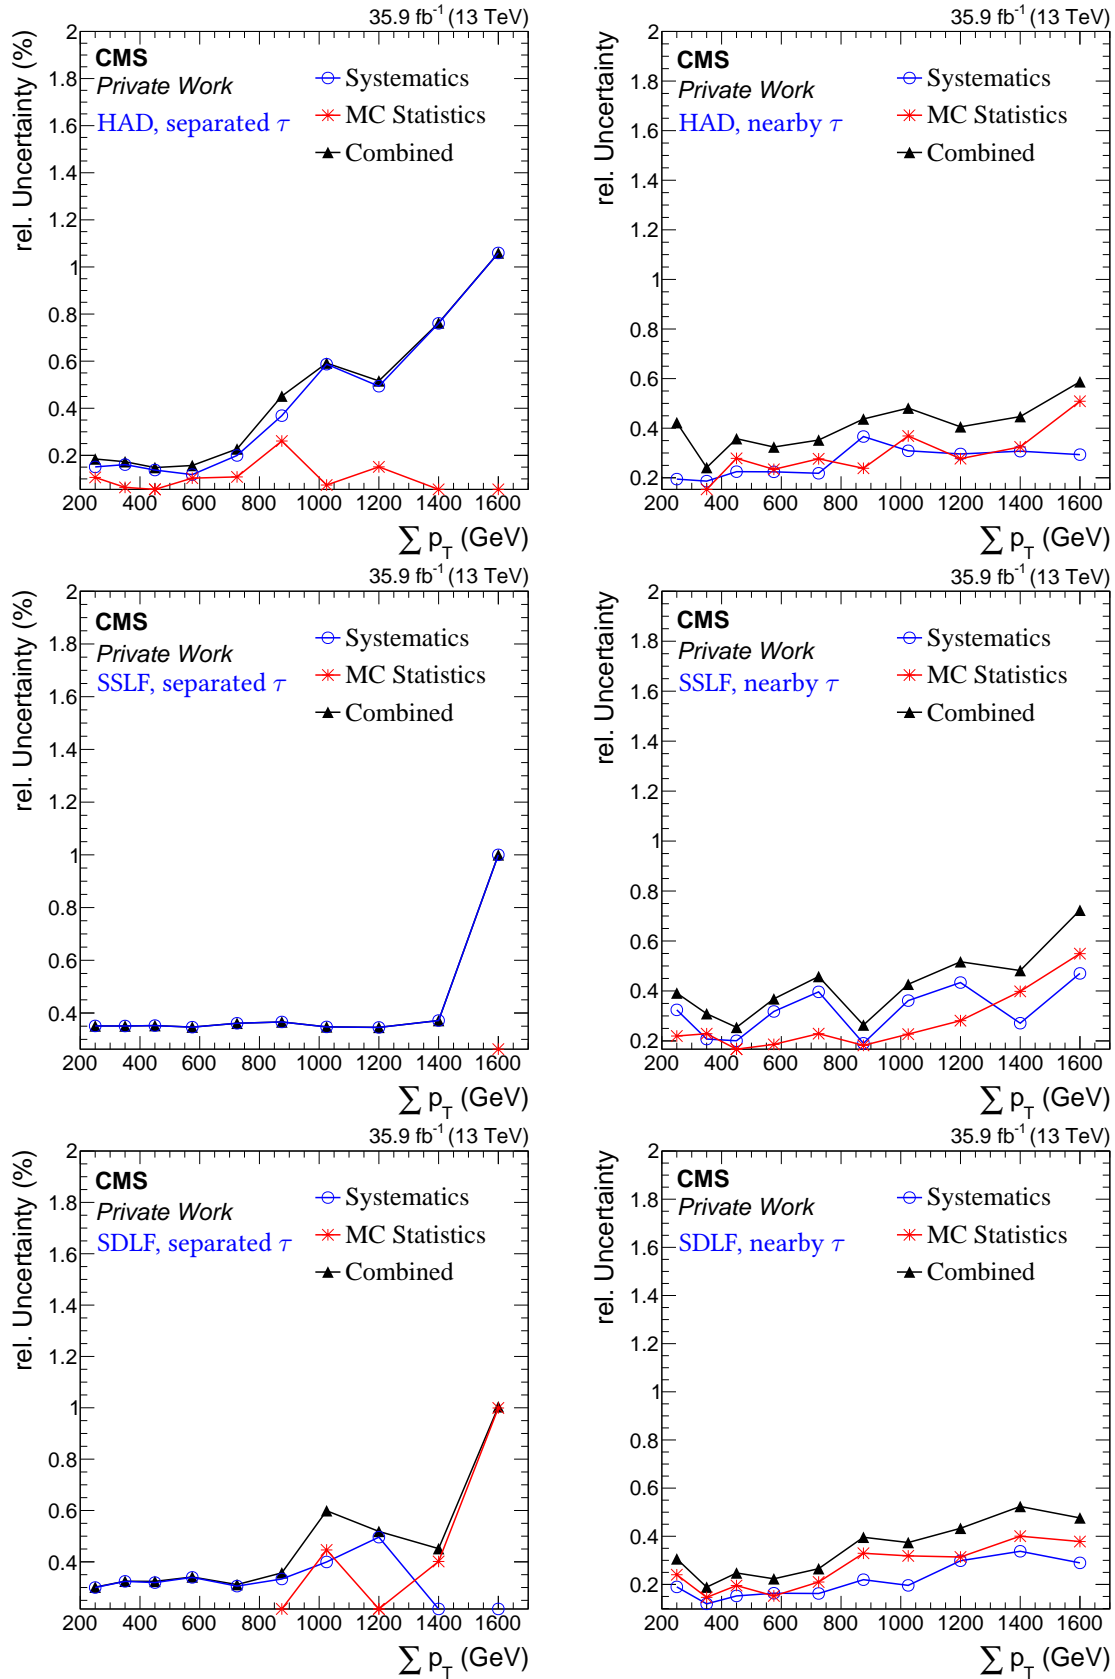 35.9 fb⁻¹ (13 TeV)
rel. Uncertainty (%)
CMS
Private Work
HAD, separated τ
Systematics
MC Statistics
Combined
2
1.8
1.6
1.4
1.2
1
0.8
0.6
0.4
0.2
200 400 600 800 1000 1200 1400 1600
∑ p_T (GeV)
35.9 fb⁻¹ (13 TeV)
rel. Uncertainty
CMS
Private Work
HAD, nearby τ
Systematics
MC Statistics
Combined
2
1.8
1.6
1.4
1.2
1
0.8
0.6
0.4
0.2
200 400 600 800 1000 1200 1400 1600
∑ p_T (GeV)
35.9 fb⁻¹ (13 TeV)
rel. Uncertainty (%)
CMS
Private Work
SSLF, separated τ
Systematics
MC Statistics
Combined
2
1.8
1.6
1.4
1.2
1
0.8
0.6
0.4
200 400 600 800 1000 1200 1400 1600
∑ p_T (GeV)
35.9 fb⁻¹ (13 TeV)
rel. Uncertainty
CMS
Private Work
SSLF, nearby τ
Systematics
MC Statistics
Combined
2
1.8
1.6
1.4
1.2
1
0.8
0.6
0.4
0.2
200 400 600 800 1000 1200 1400 1600
∑ p_T (GeV)
35.9 fb⁻¹ (13 TeV)
rel. Uncertainty (%)
CMS
Private Work
SDLF, separated τ
Systematics
MC Statistics
Combined
2
1.8
1.6
1.4
1.2
1
0.8
0.6
0.4
200 400 600 800 1000 1200 1400 1600
∑ p_T (GeV)
35.9 fb⁻¹ (13 TeV)
rel. Uncertainty
CMS
Private Work
SDLF, nearby τ
Systematics
MC Statistics
Combined
2
1.8
1.6
1.4
1.2
1
0.8
0.6
0.4
0.2
200 400 600 800 1000 1200 1400 1600
∑ p_T (GeV)